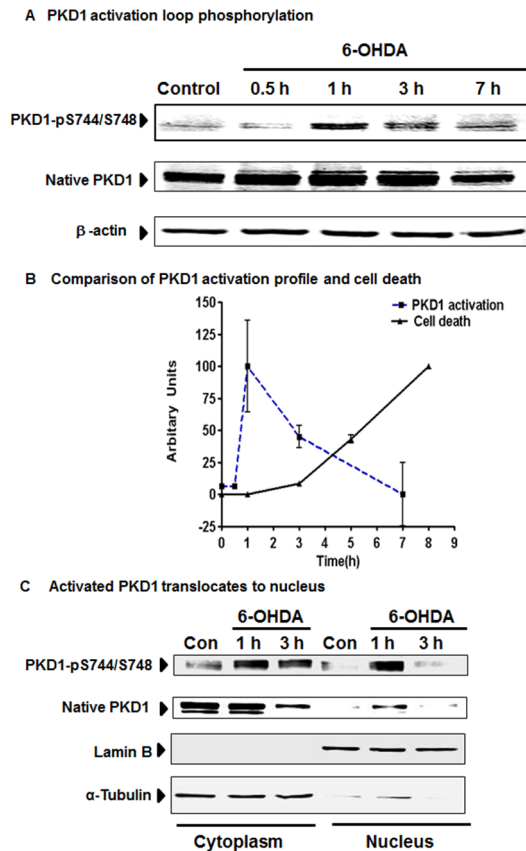 A PKD1 activation loop phosphorylation
6-OHDA
Control 0.5 h 1 h 3 h 7 h
PKD1-pS744/S748
Native PKD1
β-actin
B Comparison of PKD1 activation profile and cell death
150
125
100
75
50
25
0
-25
Arbitary Units
PKD1 activation
Cell death
0 1 2 3 4 5 6 7 8 9
Time(h)
C Activated PKD1 translocates to nucleus
6-OHDA 6-OHDA
Con 1 h 3 h Con 1 h 3 h
PKD1-pS744/S748
Native PKD1
Lamin B
α-Tubulin
Cytoplasm Nucleus